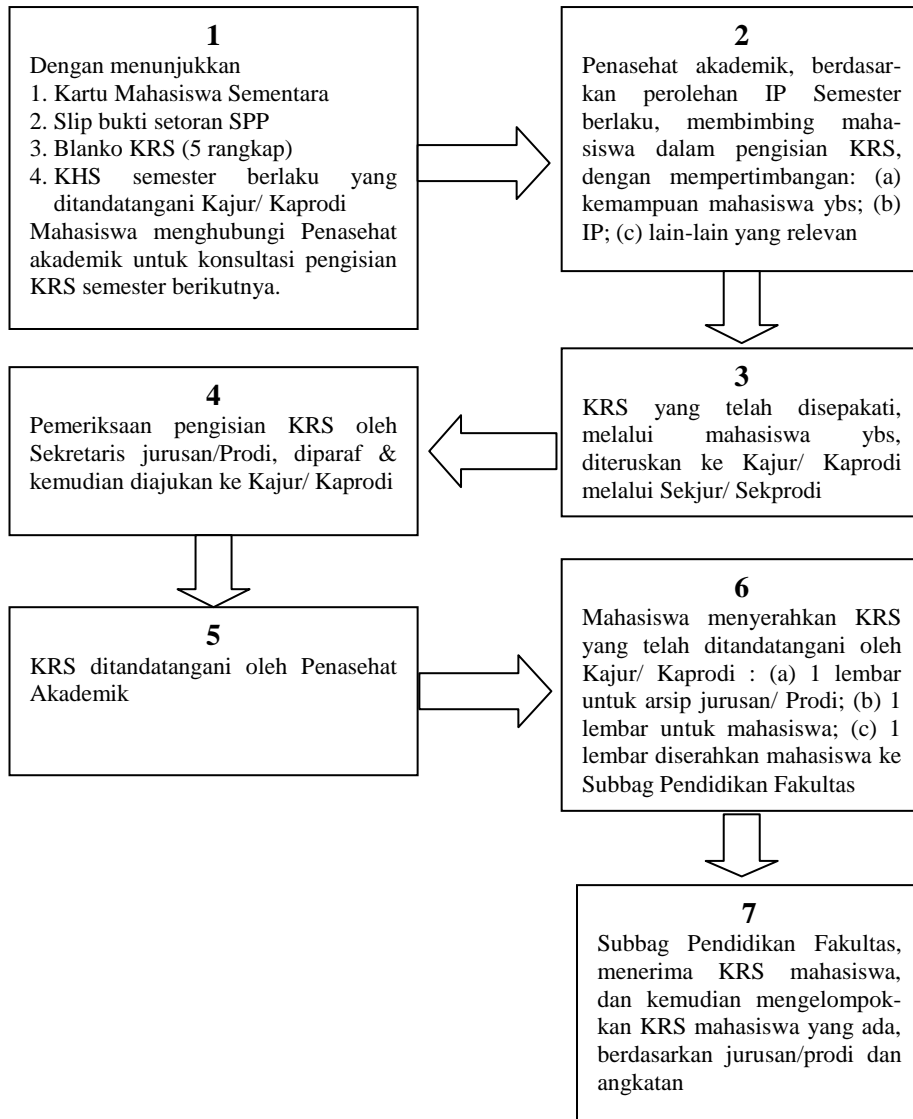 1
Dengan menunjukkan
1. Kartu Mahasiswa Sementara
2. Slip bukti setoran SPP
3. Blanko KRS (5 rangkap)
4. KHS semester berlaku yang
ditandatangani Kajur/ Kaprodi
Mahasiswa menghubungi Penasehat
akademik untuk konsultasi pengisian
KRS semester berikutnya.
2
Penasehat akademik, berdasar-
kan perolehan IP Semester
berlaku, membimbing maha-
siswa dalam pengisian KRS,
dengan mempertimbangan: (a)
kemampuan mahasiswa ybs; (b)
IP; (c) lain-lain yang relevan
3
KRS yang telah disepakati,
melalui mahasiswa ybs,
diteruskan ke Kajur/ Kaprodi
melalui Sekjur/ Sekprodi
4
Pemeriksaan pengisian KRS oleh
Sekretaris jurusan/Prodi, diparaf &
kemudian diajukan ke Kajur/ Kaprodi
5
KRS ditandatangani oleh Penasehat
Akademik
6
Mahasiswa menyerahkan KRS
yang telah ditandatangani oleh
Kajur/ Kaprodi : (a) 1 lembar
untuk arsip jurusan/ Prodi; (b) 1
lembar untuk mahasiswa; (c) 1
lembar diserahkan mahasiswa ke
Subbag Pendidikan Fakultas
7
Subbag Pendidikan Fakultas,
menerima KRS mahasiswa,
dan kemudian mengelompok-
kan KRS mahasiswa yang ada,
berdasarkan jurusan/prodi dan
angkatan